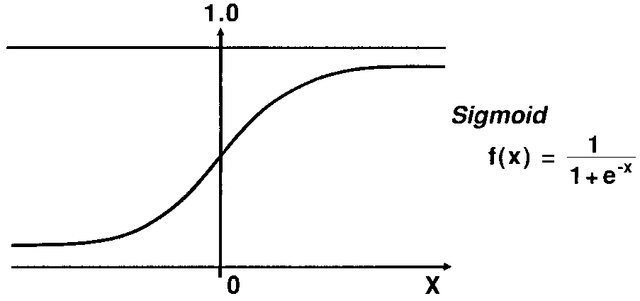 1.0
Sigmoid
f(x) = 1 / 1+e^-x
0
X